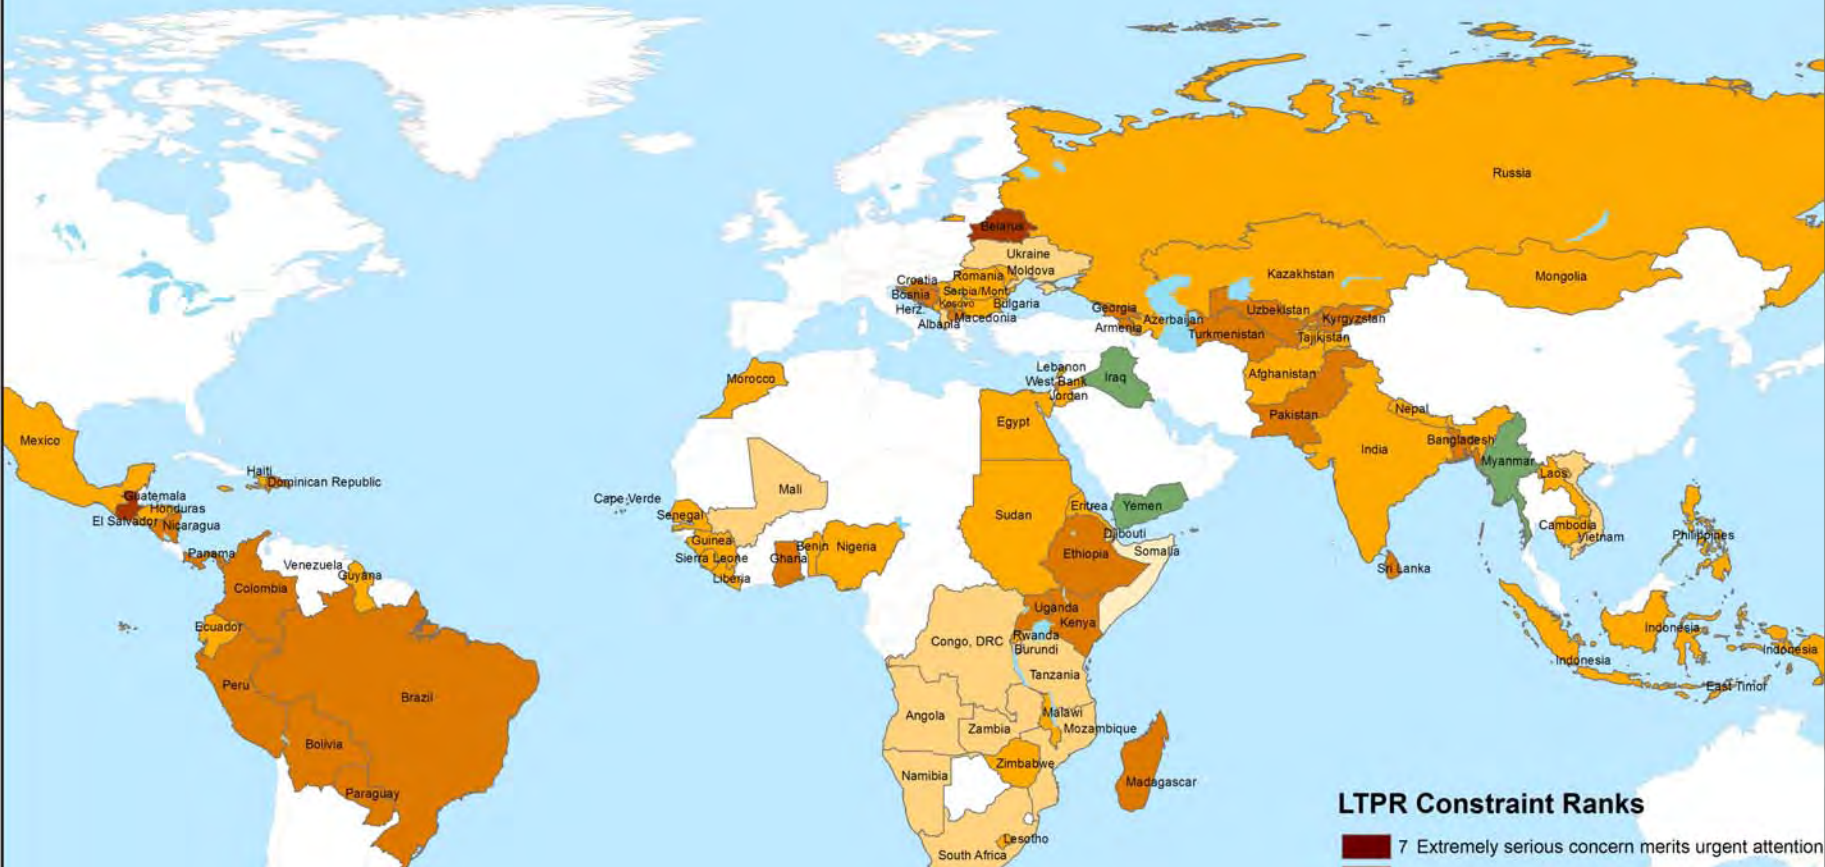 Russia
Belarus
Ukraine
Moldova
Romania
Croatia
Kazakhstan
Mongolia
Bosnia
Herz.
Serbia/Mont.
Kosovo
Bulgaria
Macedonia
Albania
Georgia
Armenia
Azerbaijan
Uzbekistan
Kyrgyzstan
Turkmenistan
Tajikistan
Morocco
Lebanon
West Bank
Jordan
Iraq
Afghanistan
Pakistan
Nepal
Egypt
Mexico
India
Bangladesh
Myanmar
Laos
Haiti
Dominican Republic
Guatemala
Honduras
El Salvador
Nicaragua
Cape Verde
Mali
Senegal
Sudan
Eritrea
Yemen
Djibouti
Cambodia
Vietnam
Philippines
Panama
Venezuela
Guyana
Colombia
Guinea
Sierra Leone
Liberia
Ghana
Benin
Nigeria
Ethiopia
Somalia
Sri Lanka
Ecuador
Uganda
Kenya
Congo, DRC
Rwanda
Burundi
Tanzania
Indonesia
Indonesia
Indonesia
East Timor
Peru
Brazil
Bolivia
Paraguay
Angola
Zambia
Malawi
Mozambique
Zimbabwe
Namibia
Madagascar
Lesotho
South Africa
LTPR Constraint Ranks
7 Extremely serious concern merits urgent attention